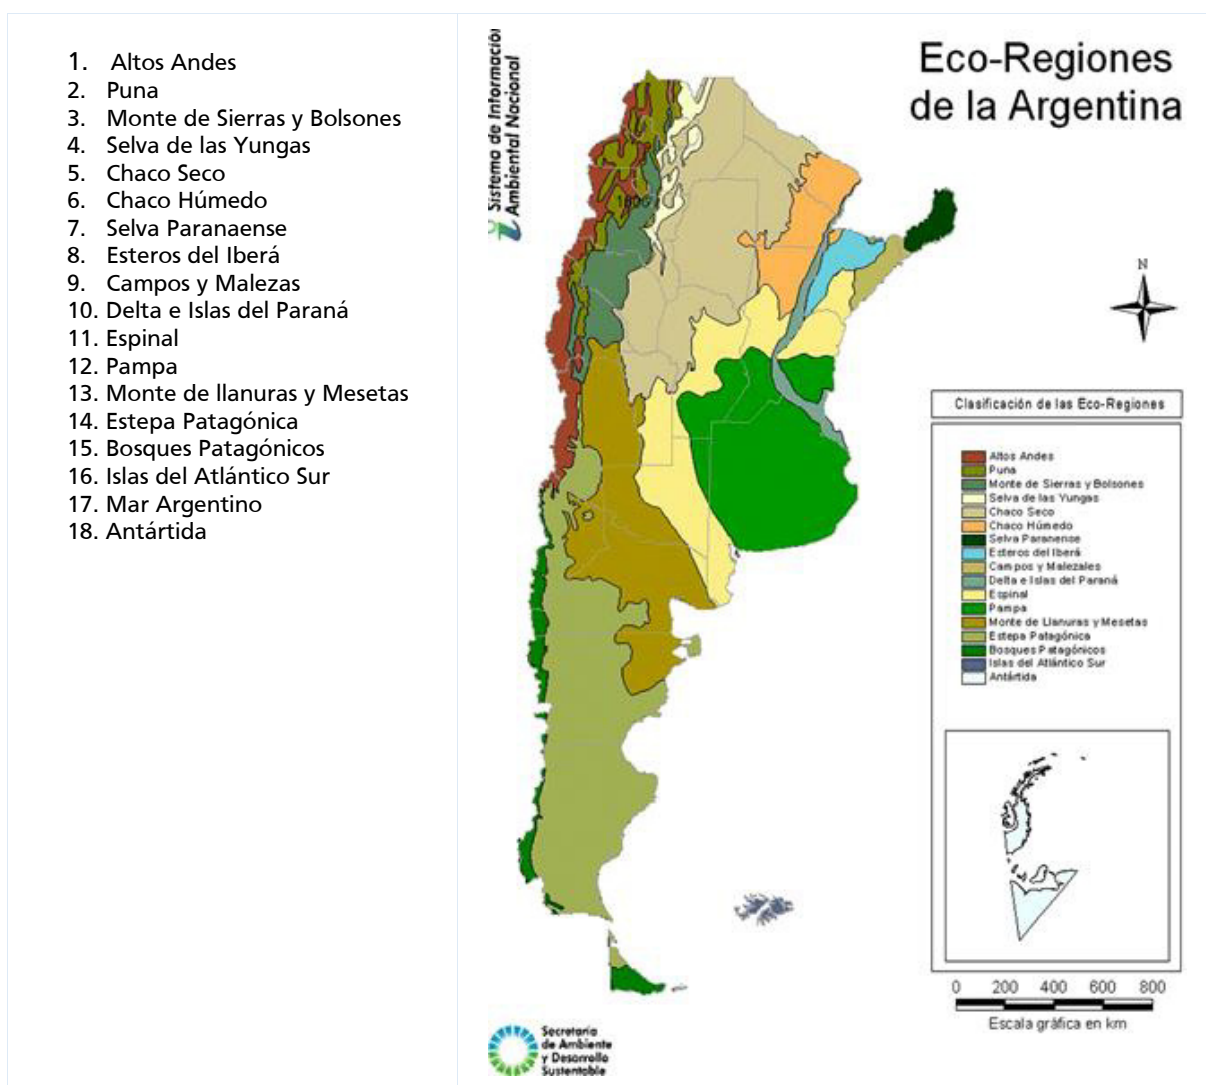 1. Altos Andes
2. Puna
3. Monte de Sierras y Bolsones
4. Selva de las Yungas
5. Chaco Seco
6. Chaco Húmedo
7. Selva Paranaense
8. Esteros del Iberá
9. Campos y Malezas
10. Delta e Islas del Paraná
11. Espinal
12. Pampa
13. Monte de llanuras y Mesetas
14. Estepa Patagónica
15. Bosques Patagónicos
16. Islas del Atlántico Sur
17. Mar Argentino
18. Antártida
Sistema de Información
Ambiental Nacional
Eco-Regiones
de la Argentina
N
Clasificación de las Eco-Regiones
Altos Andes
Puna
Monte de Sierras y Bolsones
Selva de las Yungas
Chaco Seco
Chaco Húmedo
Selva Paranense
Esteros del Iberá
Campos y Malezales
Delta e Islas del Paraná
Espinal
Pampa
Monte de Llanuras y Mesetas
Estepa Patagónica
Bosques Patagónicos
Islas del Atlántico Sur
Antártida
0 200 400 600 800
Escala gráfica en km
Secretaría
de Ambiente
y Desarrollo
Sustentable